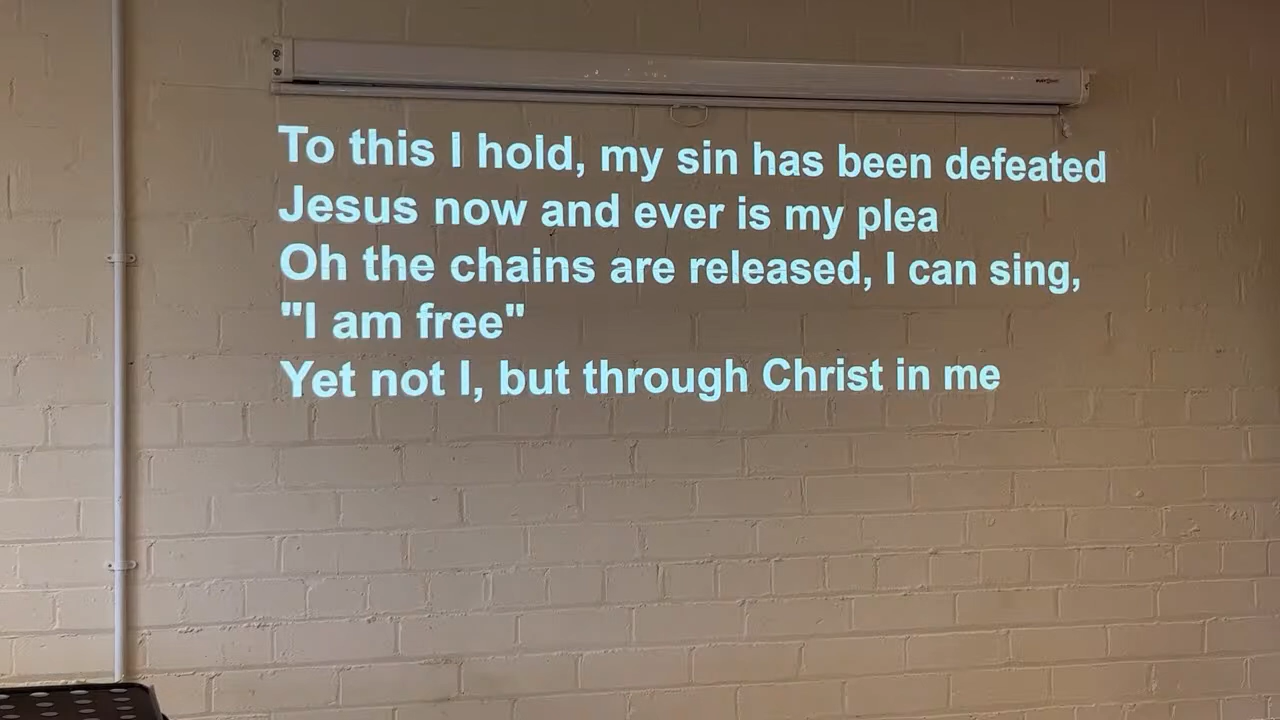 To this I hold, my sin has been defeated
Jesus now and ever is my plea
Oh the chains are released, I can sing,
"I am free"
Yet not I, but through Christ in me